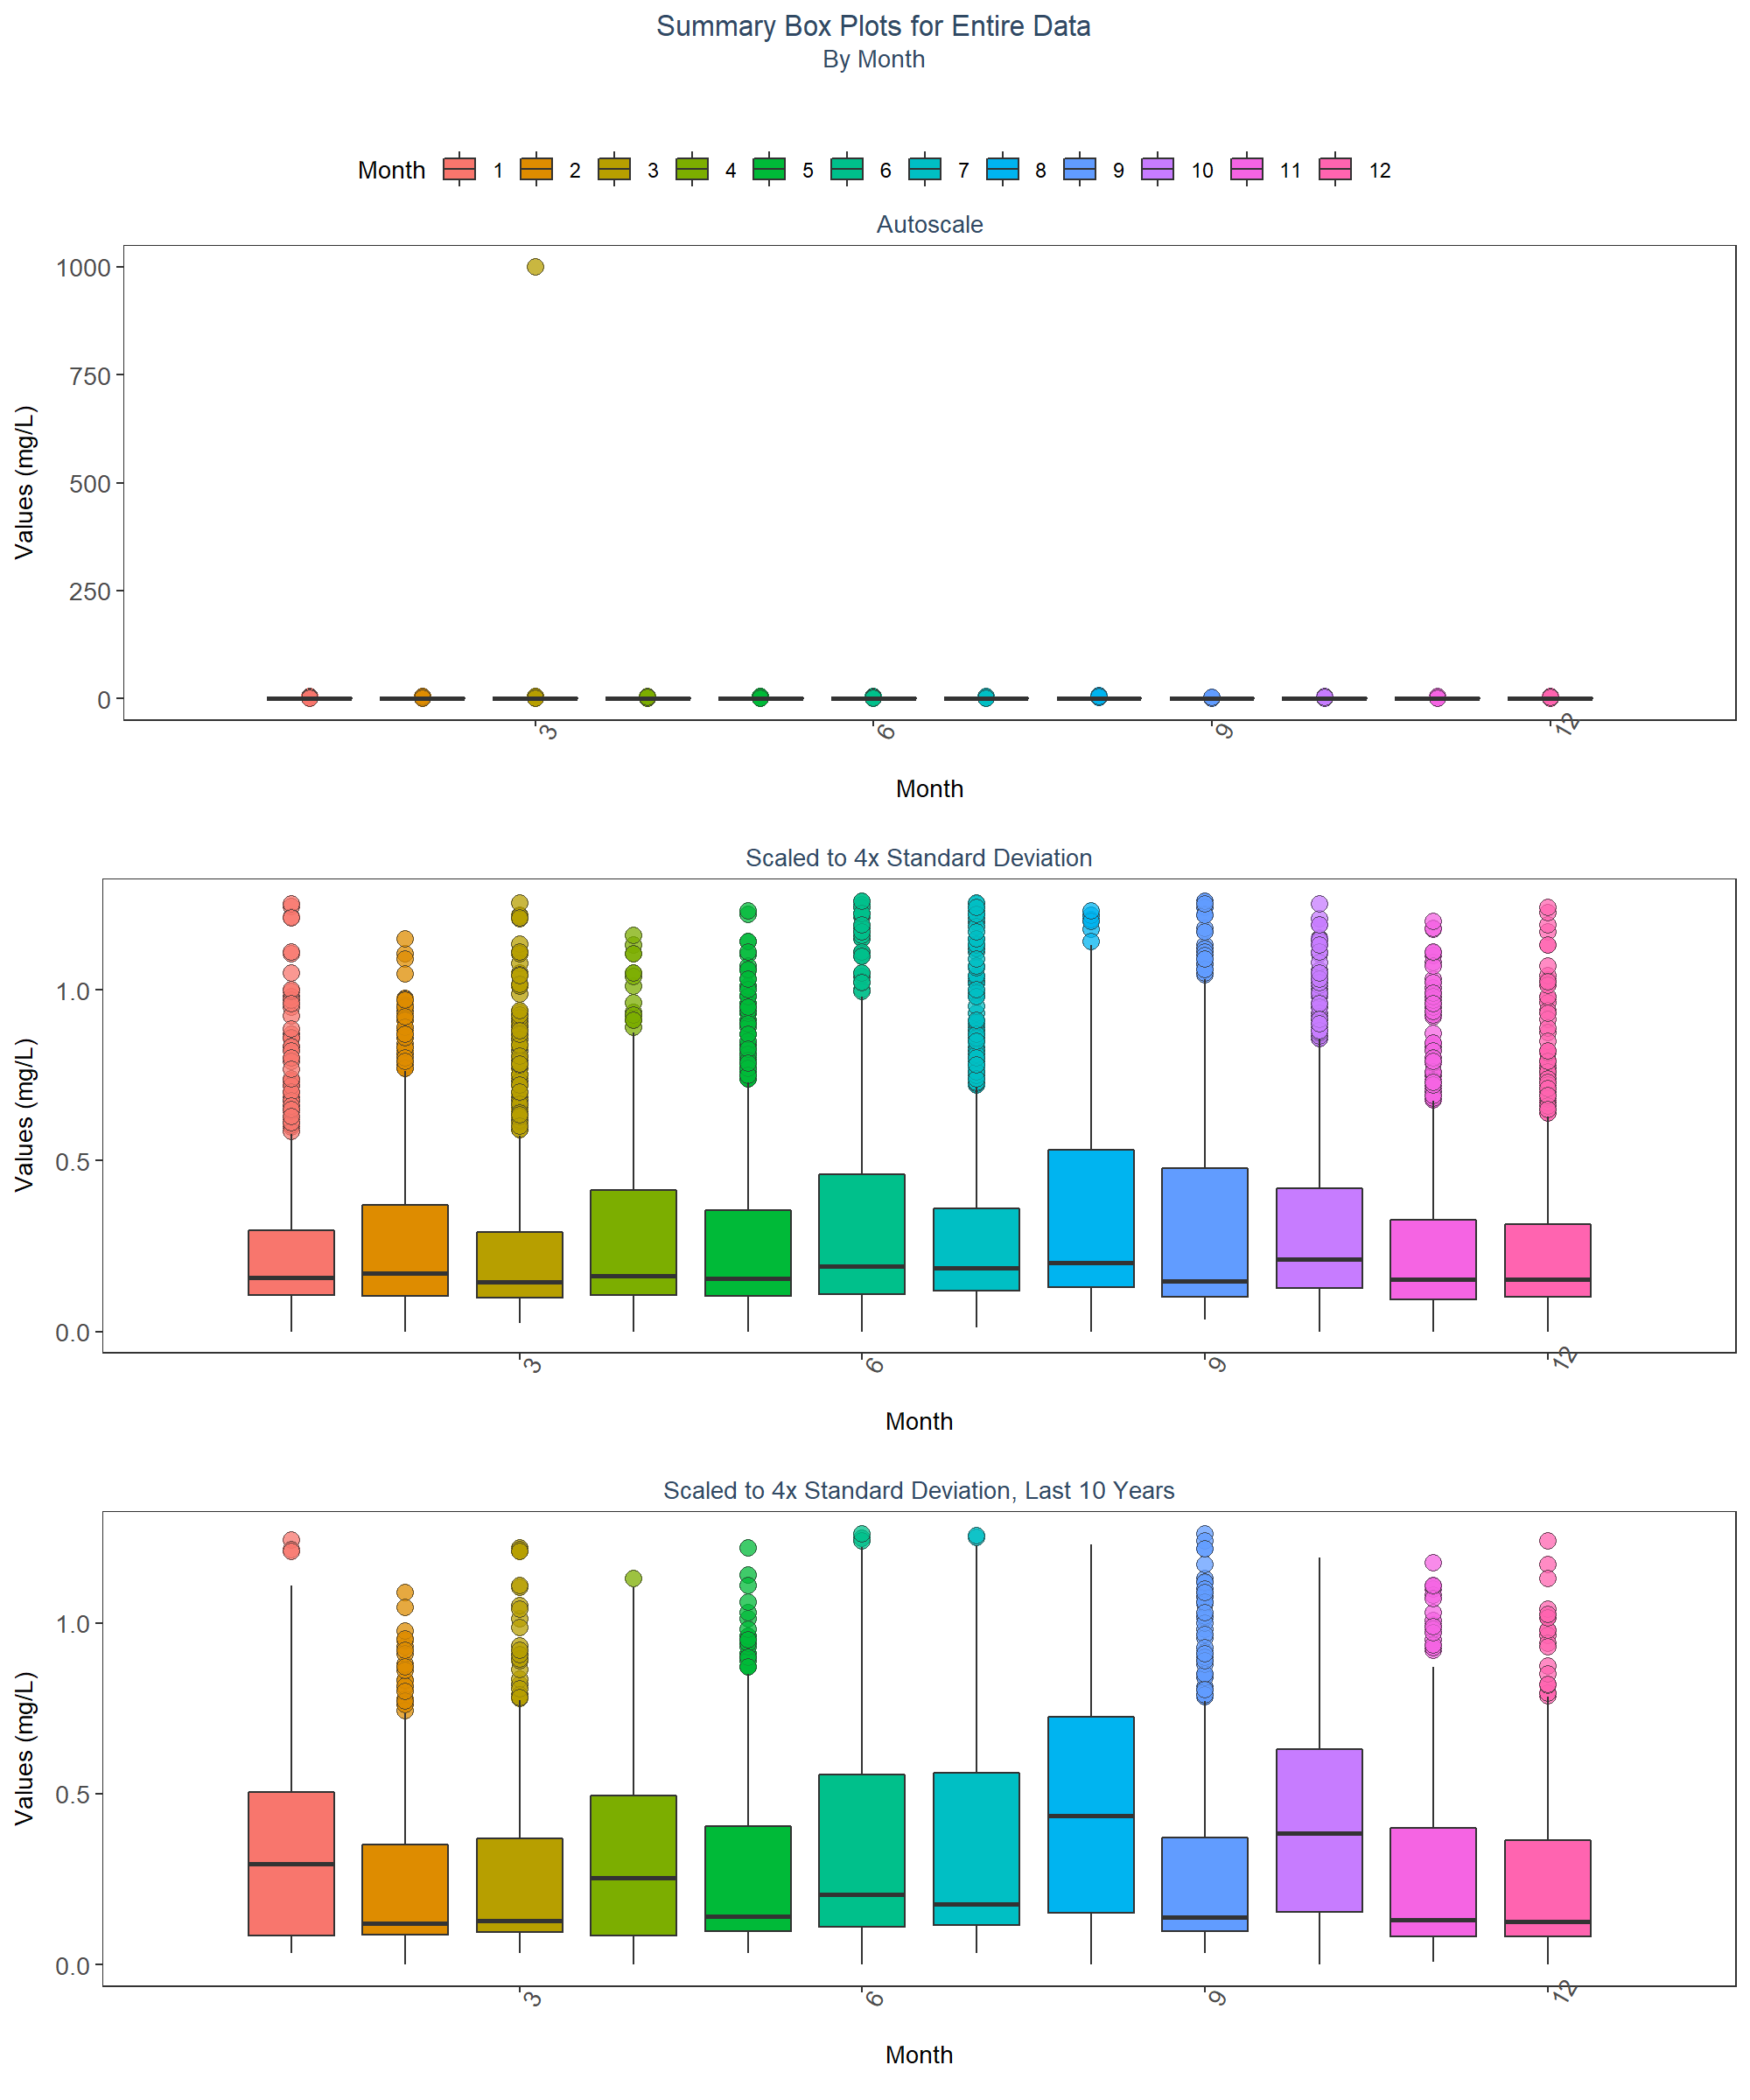 Summary Box Plots for Entire Data
By Month
Month 1 2 3 4 5 6 7 8 9 10 11 12
Autoscale
Values (mg/L)
1000
750
500
250
0
3 6 9 12
Month
Scaled to 4x Standard Deviation
Values (mg/L)
1.0
0.5
0.0
3 6 9 12
Month
Scaled to 4x Standard Deviation, Last 10 Years
Values (mg/L)
1.0
0.5
0.0
3 6 9 12
Month